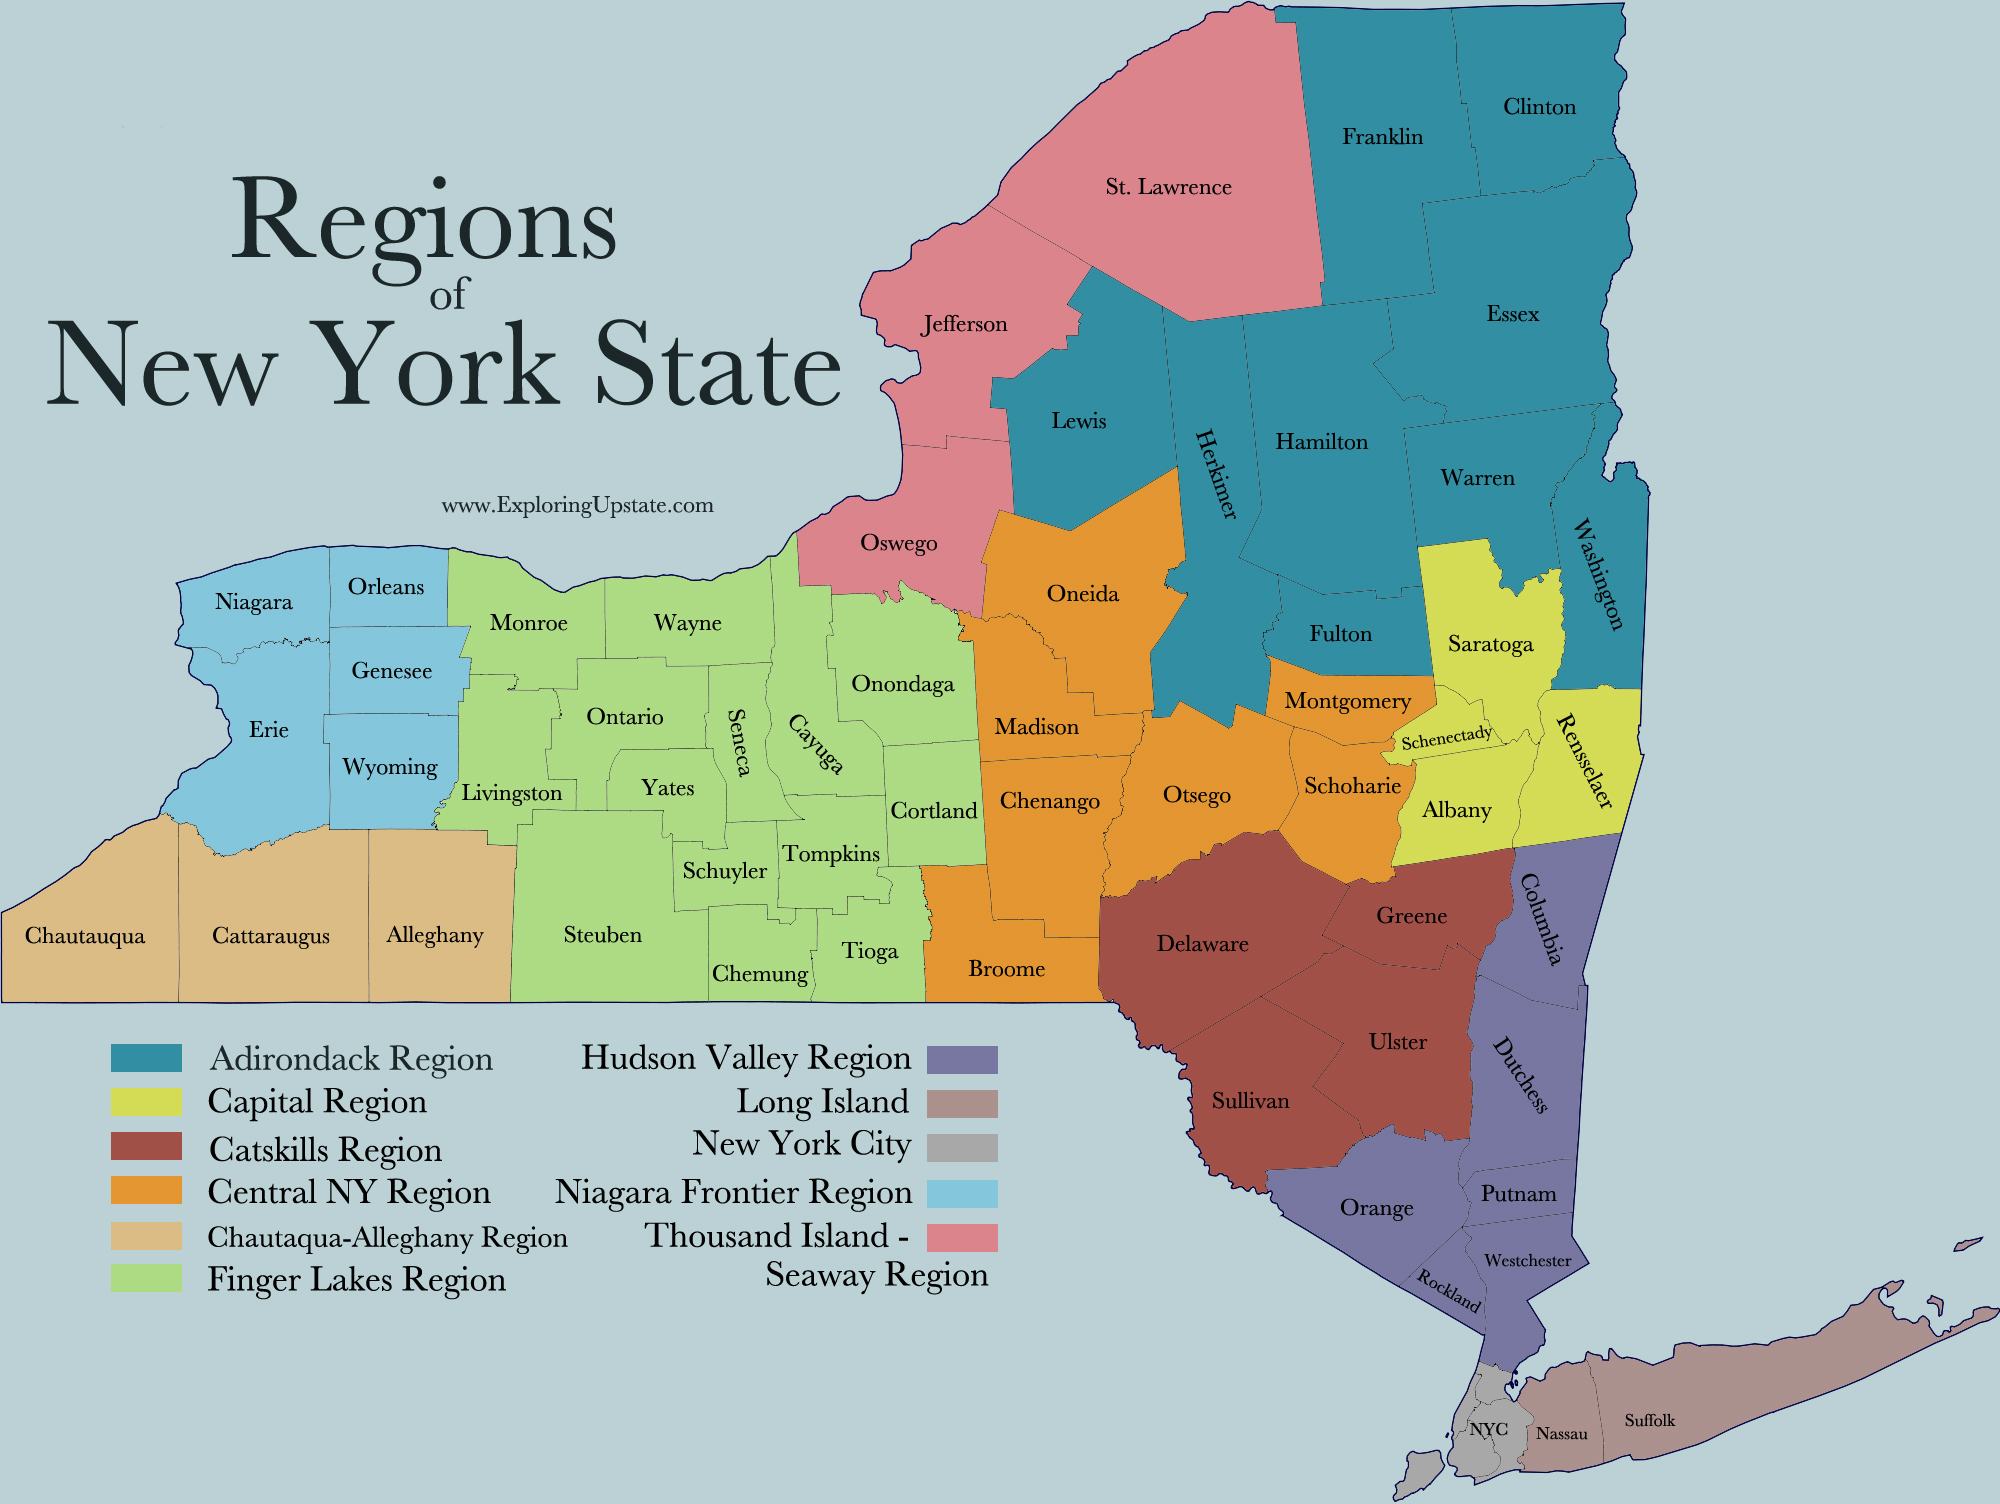 Regions
of
New York State
www.ExploringUpstate.com
Clinton
Franklin
St. Lawrence
Essex
Jefferson
Lewis
Herkimer
Hamilton
Warren
Washington
Oswego
Oneida
Fulton
Saratoga
Niagara
Orleans
Monroe
Wayne
Genesee
Onondaga
Montgomery
Erie
Ontario
Seneca
Cayuga
Madison
Schenectady
Rensselaer
Wyoming
Livingston
Yates
Cortland
Chenango
Otsego
Schoharie
Albany
Schuyler
Tompkins
Chautauqua
Cattaraugus
Alleghany
Steuben
Chemung
Tioga
Broome
Delaware
Greene
Columbia
Ulster
Sullivan
Dutchess
Orange
Putnam
Rockland
Westchester
NYC
Nassau
Suffolk
Adirondack Region
Capital Region
Catskills Region
Central NY Region
Chautaqua-Alleghany Region
Finger Lakes Region
Hudson Valley Region
Long Island
New York City
Niagara Frontier Region
Thousand Island -
Seaway Region